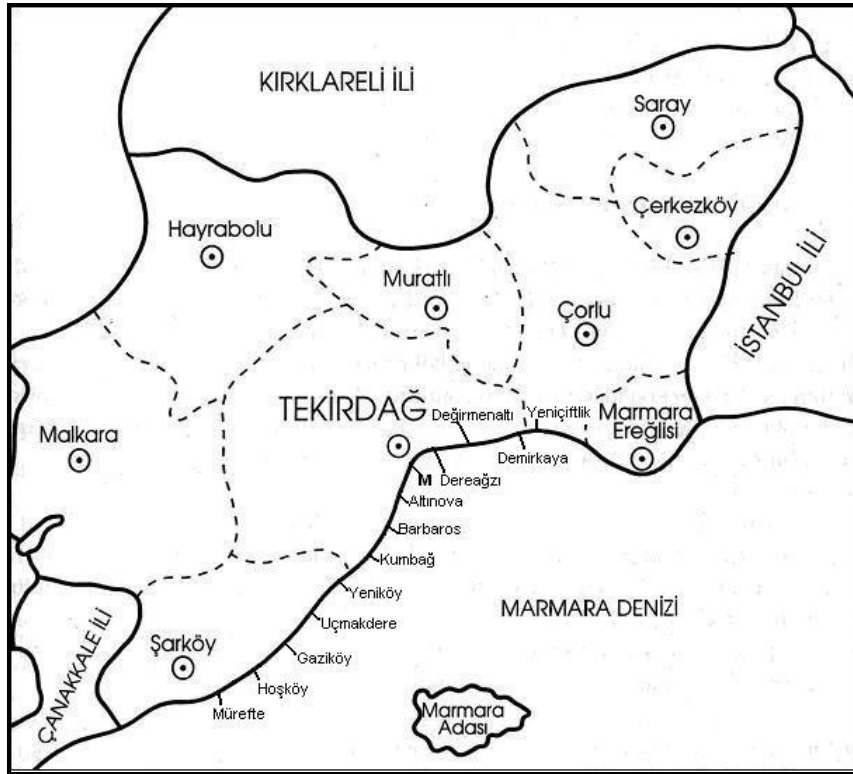 KIRKLARELİ İLİ
Saray
Çerkezköy
Hayrabolu
Muratlı
Çorlu
İSTANBUL İLİ
TEKİRDAĞ
Değirmenaltı
Yeniçiftlik
Marmara
Ereğlisi
Malkara
Demirkaya
M
Dereağzı
Altınova
Barbaros
Kumbağ
Yeniköy
MARMARA DENİZİ
Uçmakdere
Şarköy
Gaziköy
ÇANAKKALE İLİ
Hoşköy
Mürefte
Marmara
Adası